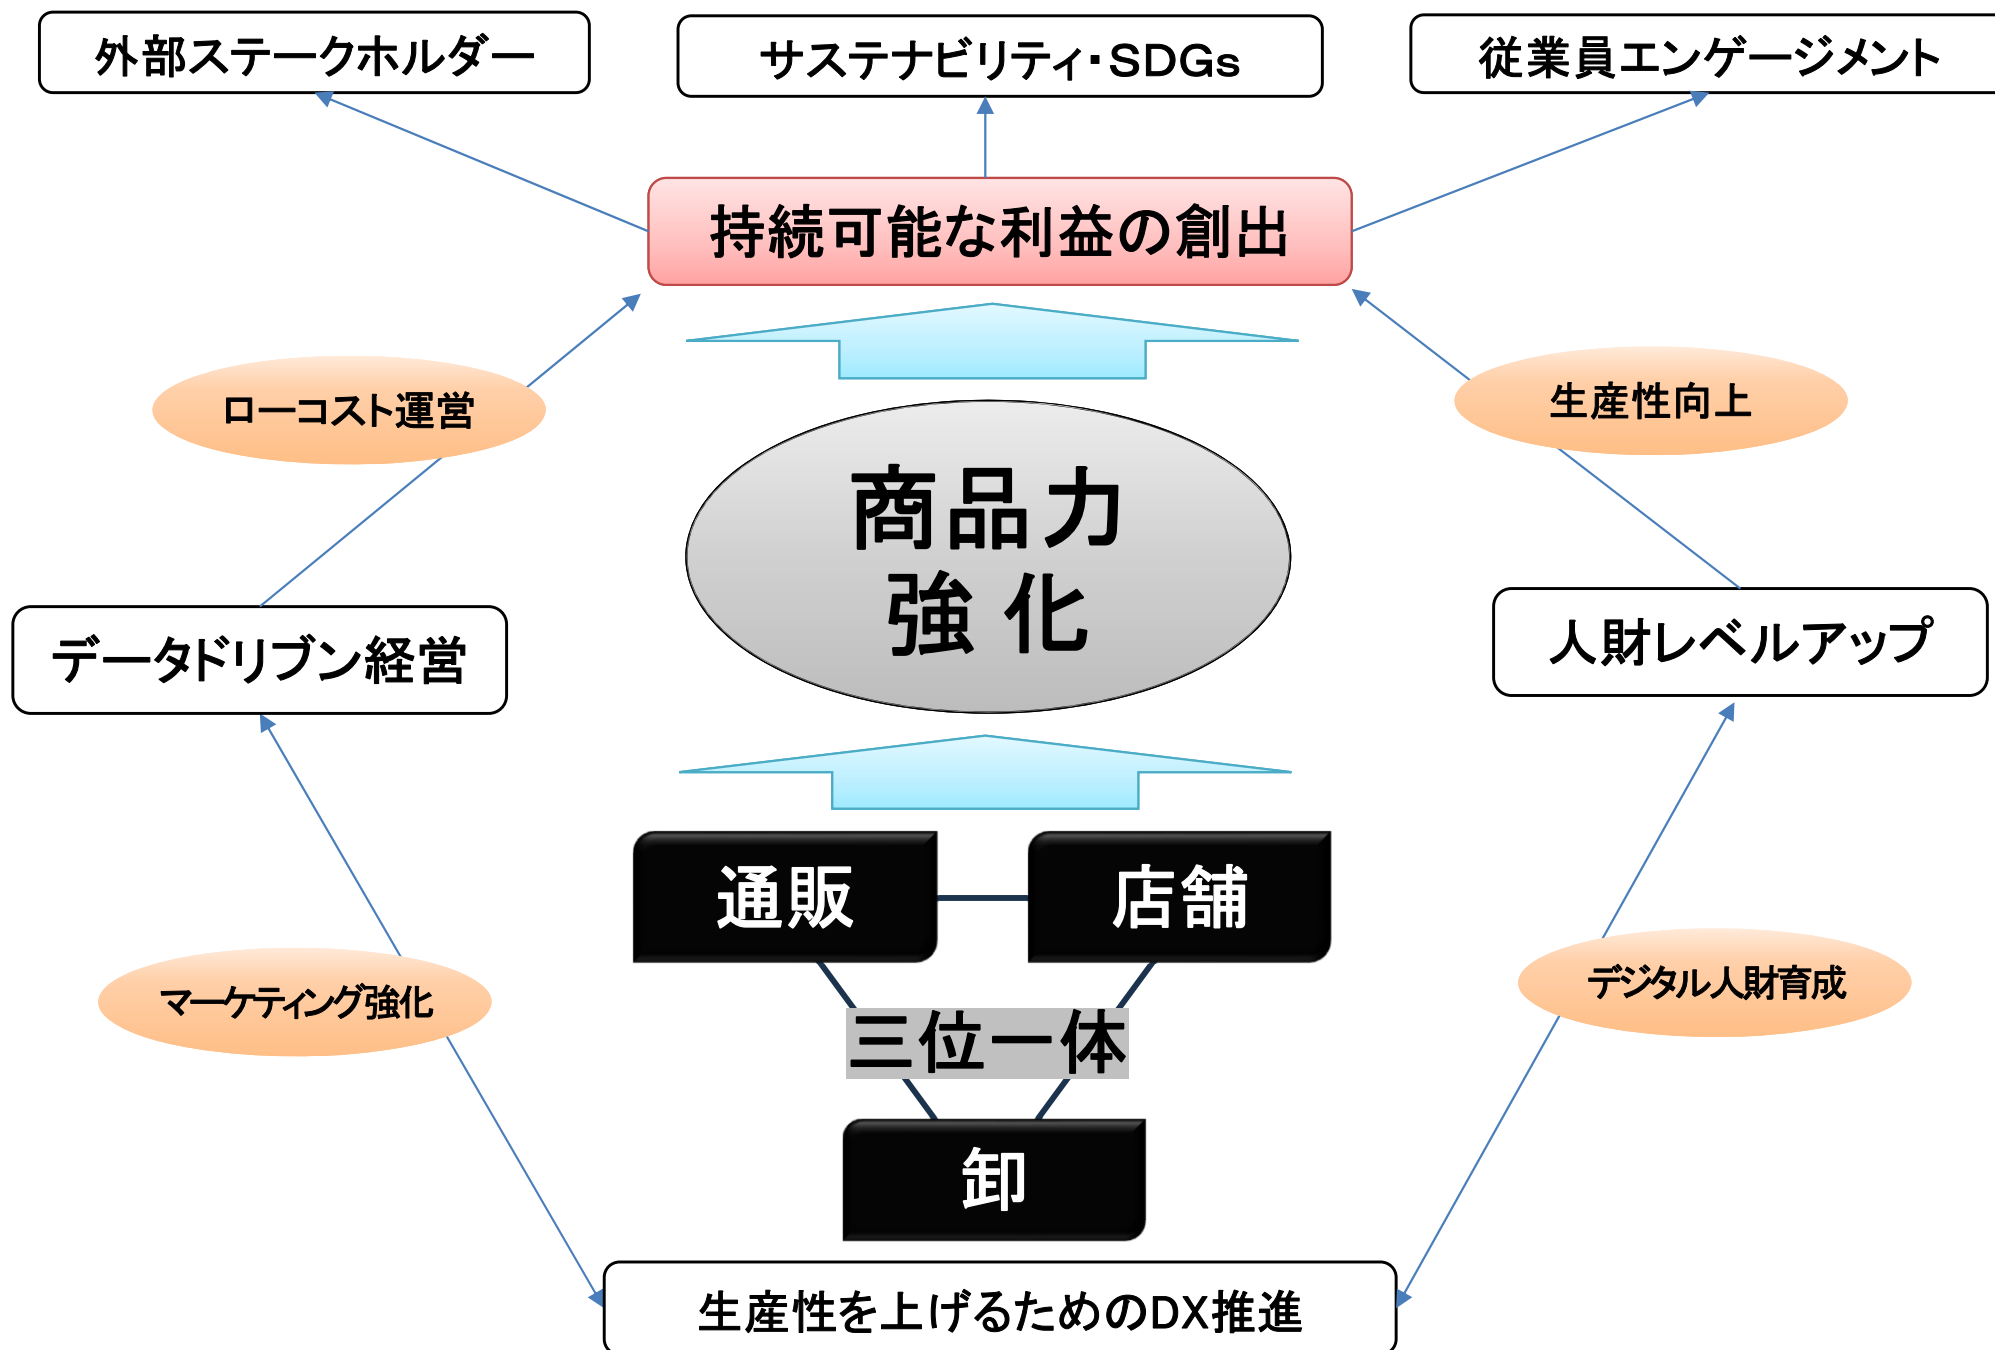 外部ステークホルダー
サステナビリティ・SDGs
従業員エンゲージメント
持続可能な利益の創出
ローコスト運営
生産性向上
商品力
強化
データドリブン経営
人財レベルアップ
通販
店舗
マーケティング強化
デジタル人財育成
三位一体
卸
生産性を上げるためのDX推進